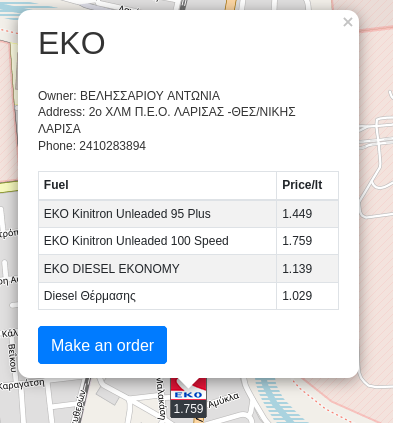 EKO
×
Owner: ΒΕΛΗΣΣΑΡΙΟΥ ΑΝΤΩΝΙΑ
Address: 2ο ΧΛΜ Π.Ε.Ο. ΛΑΡΙΣΑΣ -ΘΕΣ/ΝΙΚΗΣ
ΛΑΡΙΣΑ
Phone: 2410283894
Fuel Price/lt
EKO Kinitron Unleaded 95 Plus 1.449
EKO Kinitron Unleaded 100 Speed 1.759
EKO DIESEL EKONOMY 1.139
Diesel Θέρμασης 1.029
Make an order
Καραγάτση
Αμύκλα
EKO
1.759